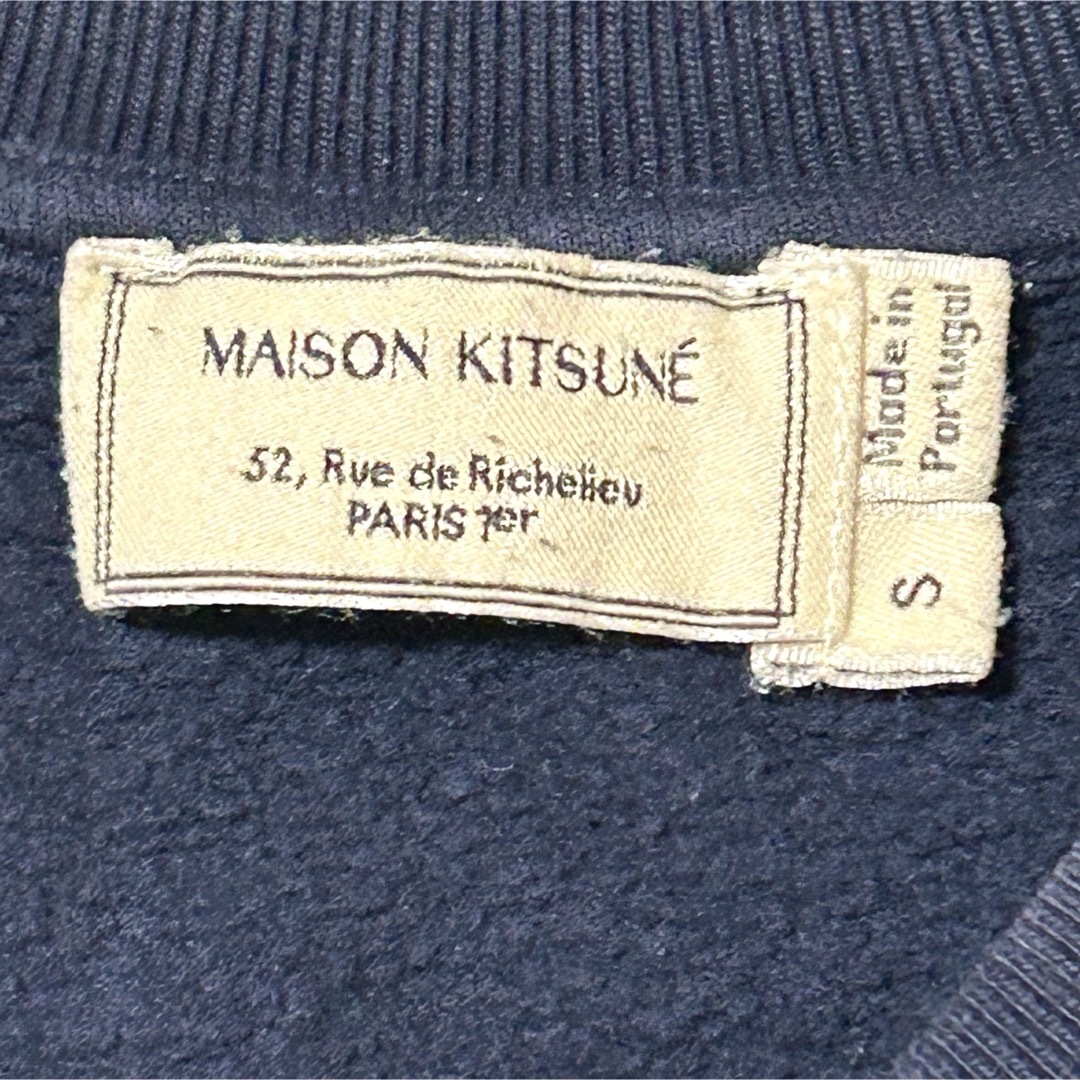 MAISON KITSUNÉ
52, Rue de Richelieu
PARIS 1er
Made in
Portugal
S